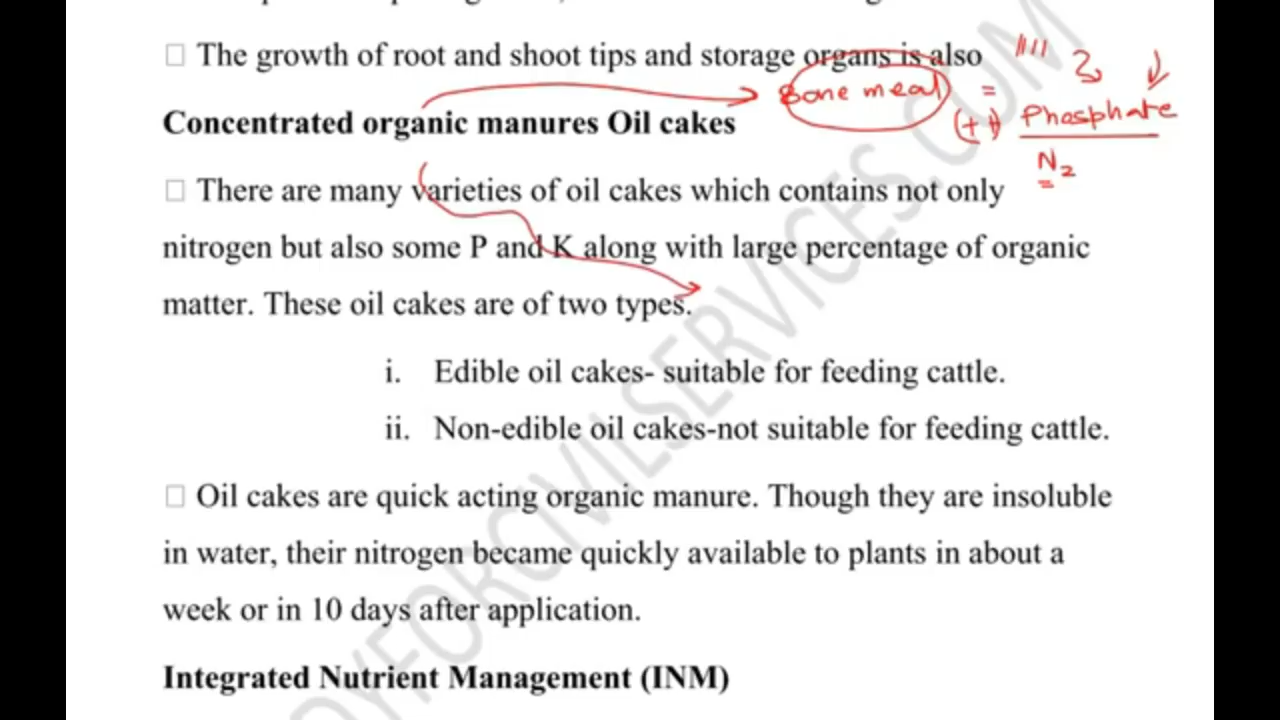 □ The growth of root and shoot tips and storage organs is also
Bone meal = Phosphate
(+) N2
Concentrated organic manures Oil cakes
□ There are many varieties of oil cakes which contains not only
nitrogen but also some P and K along with large percentage of organic
matter. These oil cakes are of two types.
i. Edible oil cakes- suitable for feeding cattle.
ii. Non-edible oil cakes-not suitable for feeding cattle.
□ Oil cakes are quick acting organic manure. Though they are insoluble
in water, their nitrogen became quickly available to plants in about a
week or in 10 days after application.
Integrated Nutrient Management (INM)
DYFORCIVILSERVICES.COM